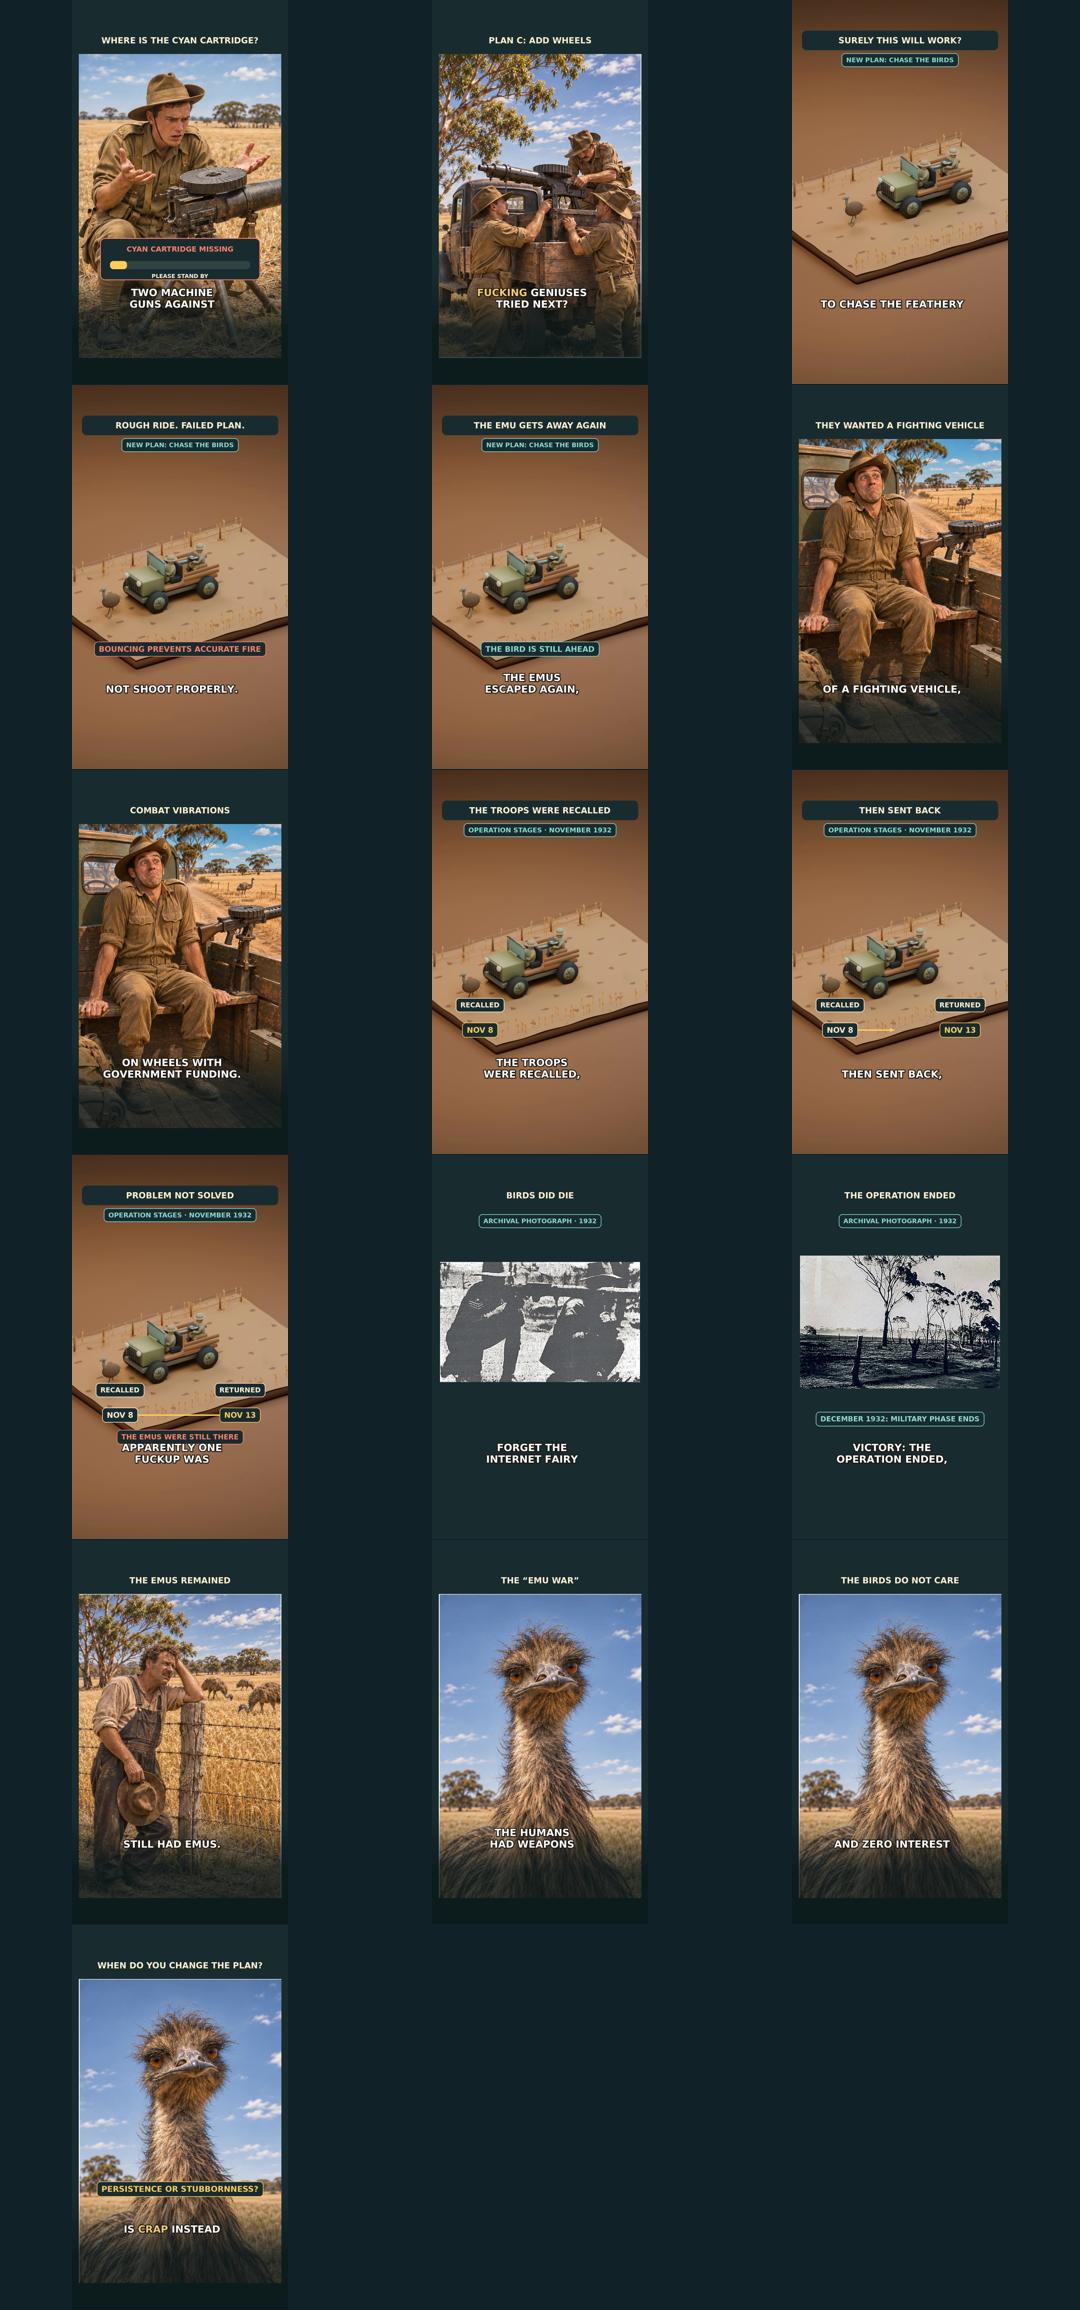 WHERE IS THE CYAN CARTRIDGE?
CYAN CARTRIDGE MISSING
PLEASE STAND BY
TWO MACHINE
GUNS AGAINST
PLAN C: ADD WHEELS
FUCKING GENIUSES
TRIED NEXT?
SURELY THIS WILL WORK?
NEW PLAN: CHASE THE BIRDS
TO CHASE THE FEATHERY
ROUGH RIDE. FAILED PLAN.
NEW PLAN: CHASE THE BIRDS
BOUNCING PREVENTS ACCURATE FIRE
NOT SHOOT PROPERLY.
THE EMU GETS AWAY AGAIN
NEW PLAN: CHASE THE BIRDS
THE BIRD IS STILL AHEAD
THE EMUS
ESCAPED AGAIN,
THEY WANTED A FIGHTING VEHICLE
OF A FIGHTING VEHICLE,
COMBAT VIBRATIONS
ON WHEELS WITH
GOVERNMENT FUNDING.
THE TROOPS WERE RECALLED
OPERATION STAGES · NOVEMBER 1932
RECALLED
NOV 8
THE TROOPS
WERE RECALLED,
THEN SENT BACK
OPERATION STAGES · NOVEMBER 1932
RECALLED
RETURNED
NOV 8
NOV 13
THEN SENT BACK,
PROBLEM NOT SOLVED
OPERATION STAGES · NOVEMBER 1932
RECALLED
RETURNED
NOV 8
NOV 13
THE EMUS WERE STILL THERE
APPARENTLY ONE
FUCKUP WAS
BIRDS DID DIE
ARCHIVAL PHOTOGRAPH · 1932
FORGET THE
INTERNET FAIRY
THE OPERATION ENDED
ARCHIVAL PHOTOGRAPH · 1932
DECEMBER 1932: MILITARY PHASE ENDS
VICTORY: THE
OPERATION ENDED,
THE EMUS REMAINED
STILL HAD EMUS.
THE “EMU WAR”
THE HUMANS
HAD WEAPONS
THE BIRDS DO NOT CARE
AND ZERO INTEREST
WHEN DO YOU CHANGE THE PLAN?
PERSISTENCE OR STUBBORNNESS?
IS CRAP INSTEAD